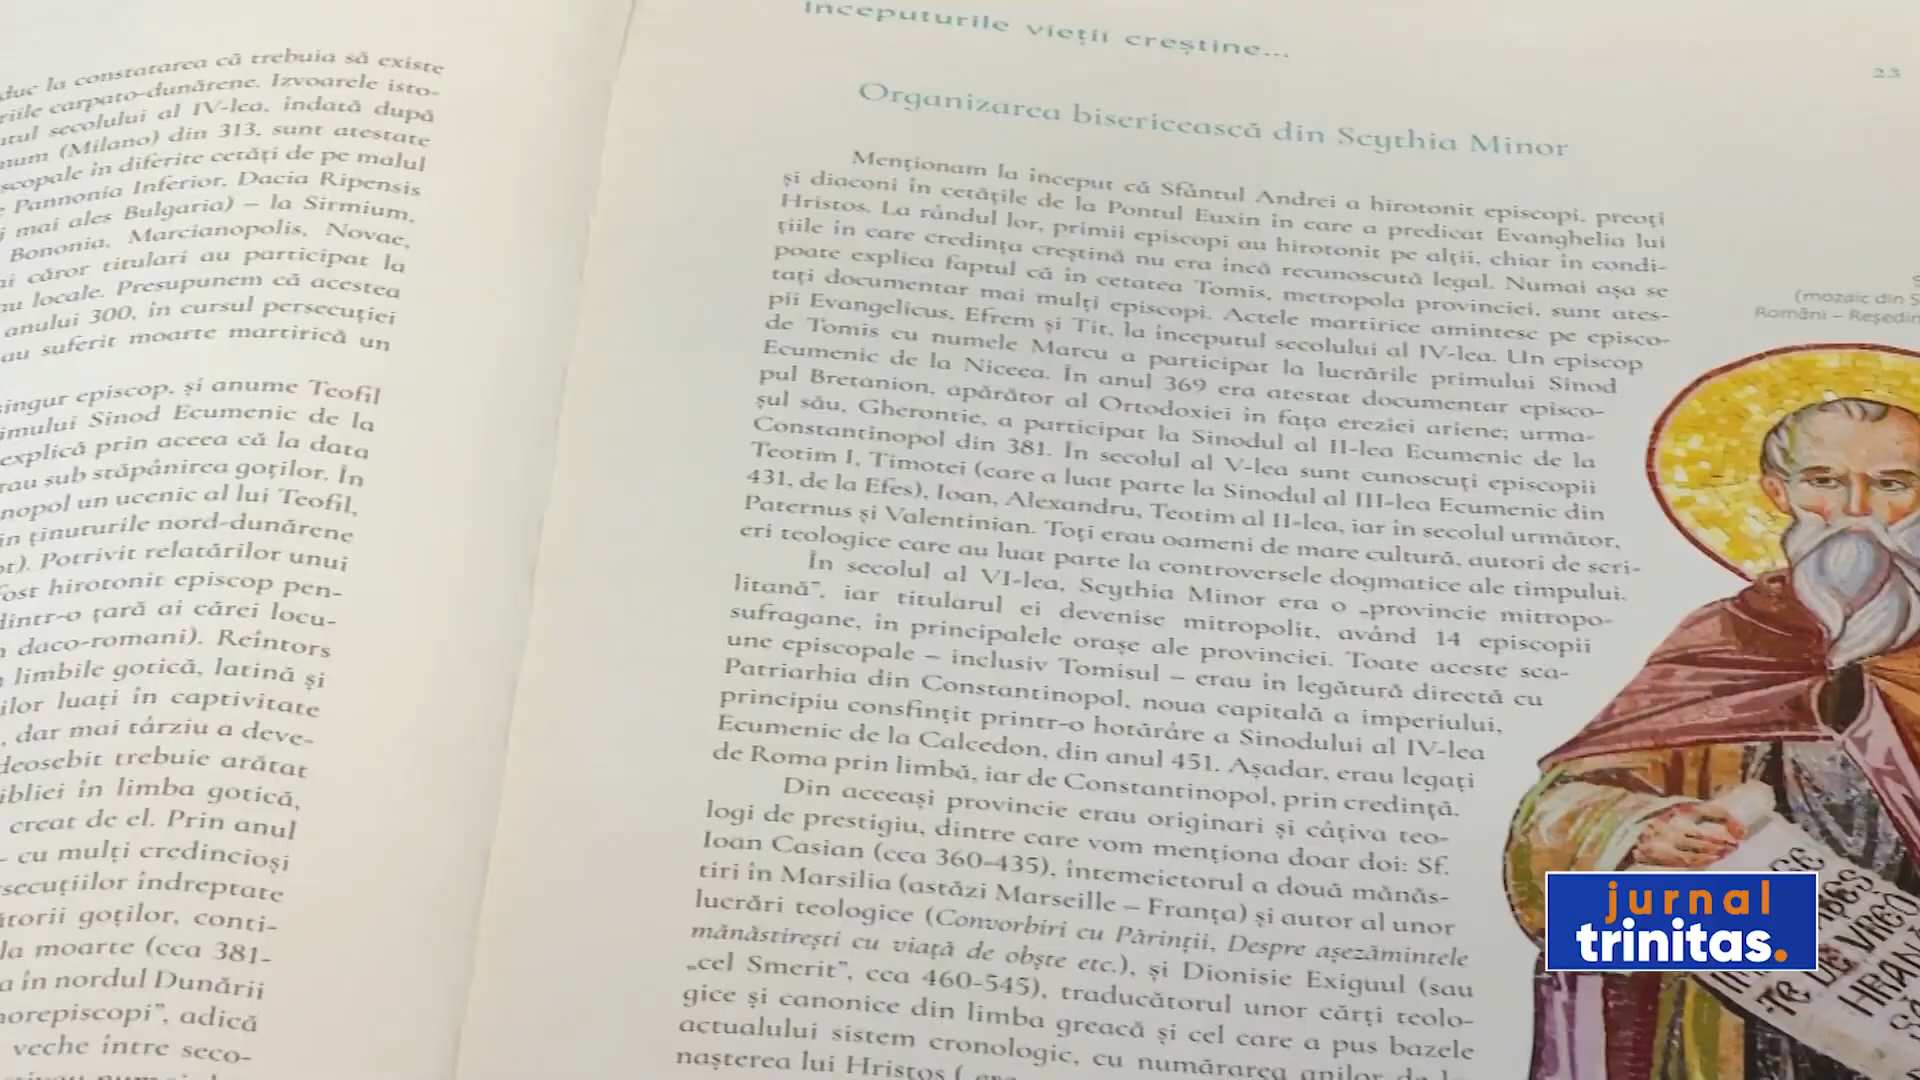 duc la constatarea că trebuia să existe
riile carpato-dunărene. Izvoarele isto-
tul secolului al IV-lea, îndată după
num (Milano) din 313, sunt atestate
scopale în diferite cetăți de pe malul
Pannonia Inferior, Dacia Ripensis
i mai ales Bulgaria) – la Sirmium,
Bononia, Marcianopolis, Novae,
ai căror titulari au participat la
au locale. Presupunem că acestea
anului 300, în cursul persecuției
au suferit moarte martirică un
singur episcop, și anume Teofil
imului Sinod Ecumenic de la
explică prin aceea că la data
rau sub stăpânirea goților. În
nopol un ucenic al lui Teofil,
in ținuturile nord-dunărene
ot). Potrivit relatărilor unui
fost hirotonit episcop pen-
dintr-o țară ai cărei locu-
daco-romani). Reîntors
limbile gotică, latină și
ilor luați în captivitate
, dar mai târziu a deve-
deosebit trebuie arătat
ibliei în limba gotică,
creat de el. Prin anul
– cu mulți credincioși
secuțiilor îndreptate
ătorii goților, conti-
la moarte (cca 381-
a în nordul Dunării
horepiscopi”, adică
veche între seco-
începuturile vieții creștine...
23
Organizarea bisericească din Scythia Minor
Menționam la început că Sfântul Andrei a hirotonit episcopi, preoți
și diaconi în cetățile de la Pontul Euxin în care a predicat Evanghelia lui
Hristos. La rândul lor, primii episcopi au hirotonit pe alții, chiar în condi-
țiile în care credința creștină nu era încă recunoscută legal. Numai așa se
poate explica faptul că în cetatea Tomis, metropola provinciei, sunt ates-
tați documentar mai mulți episcopi. Actele martirice amintesc pe episco-
pii Evangelicus, Efrem și Tit, la începutul secolului al IV-lea. Un episcop
de Tomis cu numele Marcu a participat la lucrările primului Sinod
Ecumenic de la Niceea. În anul 369 era atestat documentar episco-
pul Bretanion, apărător al Ortodoxiei în fața ereziei ariene; urma-
șul său, Gherontie, a participat la Sinodul al II-lea Ecumenic de la
Constantinopol din 381. În secolul al V-lea sunt cunoscuți episcopii
Teotim I, Timotei (care a luat parte la Sinodul al III-lea Ecumenic din
431, de la Efes), Ioan, Alexandru, Teotim al II-lea, iar în secolul următor,
Paternus și Valentinian. Toți erau oameni de mare cultură, autori de scri-
eri teologice care au luat parte la controversele dogmatice ale timpului.
În secolul al VI-lea, Scythia Minor era o „provincie mitropo-
litană”, iar titularul ei devenise mitropolit, având 14 episcopii
sufragane, în principalele orașe ale provinciei. Toate aceste sca-
une episcopale – inclusiv Tomisul – erau în legătură directă cu
Patriarhia din Constantinopol, noua capitală a imperiului,
principiu consfințit printr-o hotărâre a Sinodului al IV-lea
Ecumenic de la Calcedon, din anul 451. Așadar, erau legați
de Roma prin limbă, iar de Constantinopol, prin credință.
Din aceeași provincie erau originari și câțiva teo-
logi de prestigiu, dintre care vom menționa doar doi: Sf.
Ioan Casian (cca 360-435), întemeietorul a două mănăs-
tiri în Marsilia (astăzi Marseille – Franța) și autor al unor
lucrări teologice (Convorbiri cu Părinții, Despre așezămintele
mănăstirești cu viață de obște etc.), și Dionisie Exiguul (sau
„cel Smerit”, cca 460-545), traducătorul unor cărți teolo-
gice și canonice din limba greacă și cel care a pus bazele
actualului sistem cronologic, cu numărarea anilor de la
nașterea lui Hristos (
(mozaic din S
Români – Reședin
jurnal
trinitas.